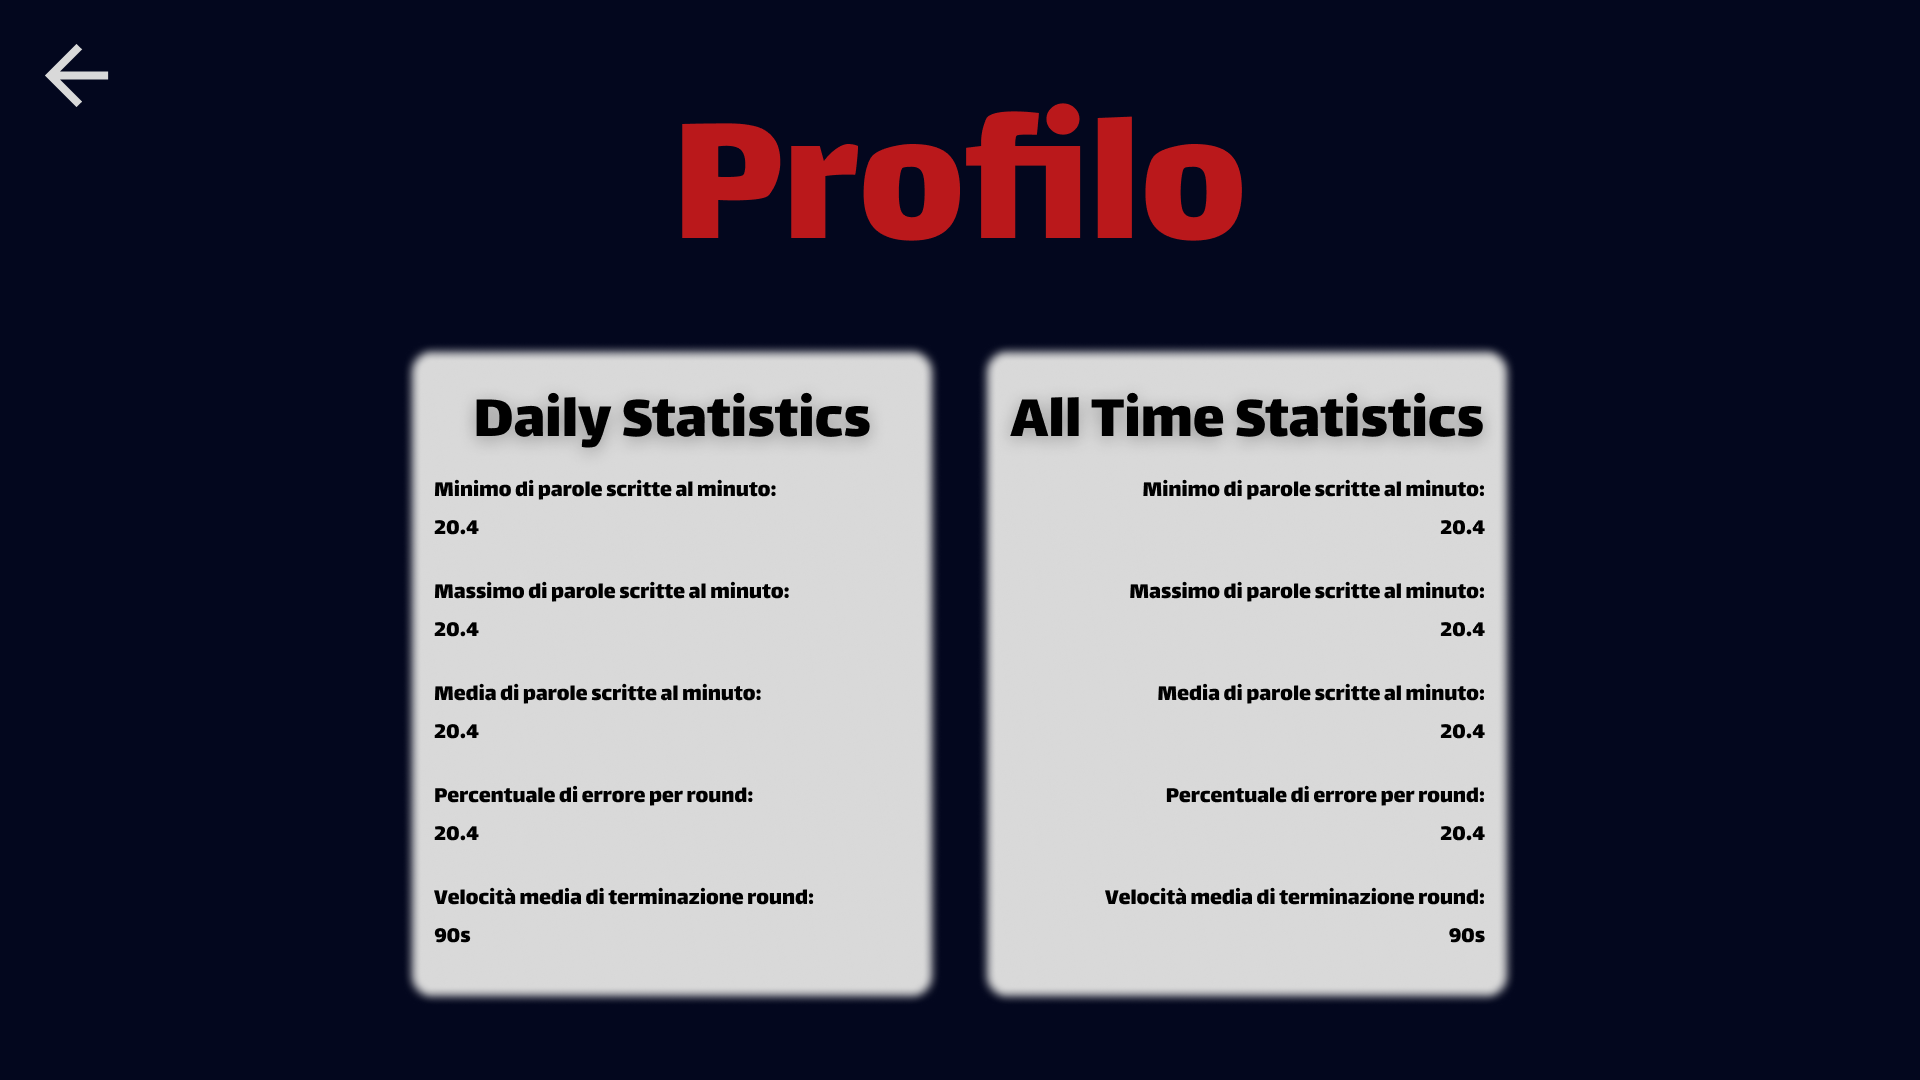 Profilo
Daily Statistics
Minimo di parole scritte al minuto:
20.4
Massimo di parole scritte al minuto:
20.4
Media di parole scritte al minuto:
20.4
Percentuale di errore per round:
20.4
Velocità media di terminazione round:
90s
All Time Statistics
Minimo di parole scritte al minuto:
20.4
Massimo di parole scritte al minuto:
20.4
Media di parole scritte al minuto:
20.4
Percentuale di errore per round:
20.4
Velocità media di terminazione round:
90s